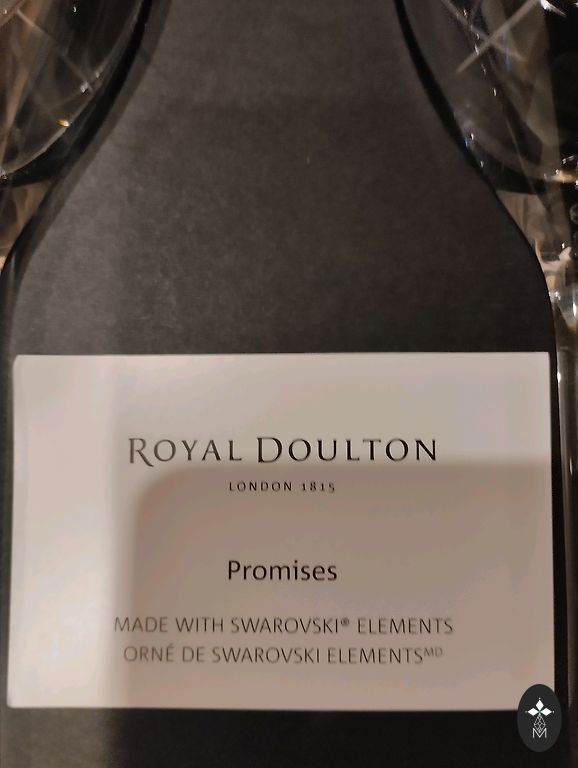 ROYAL DOULTON
LONDON 1815
Promises
MADE WITH SWAROVSKI® ELEMENTS
ORNÉ DE SWAROVSKI ELEMENTSᴹᴰ
M